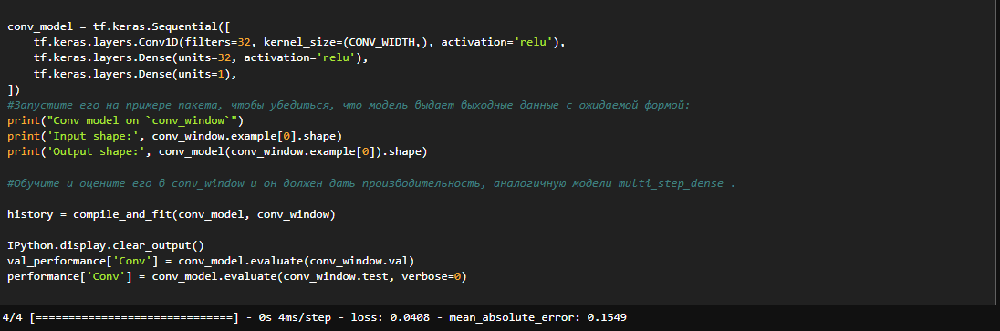 conv_model = tf.keras.Sequential([
    tf.keras.layers.Conv1D(filters=32, kernel_size=(CONV_WIDTH,), activation='relu'),
    tf.keras.layers.Dense(units=32, activation='relu'),
    tf.keras.layers.Dense(units=1),
])
#Запустите его на примере пакета, чтобы убедиться, что модель выдает выходные данные с ожидаемой формой:
print("Conv model on `conv_window`")
print('Input shape:', conv_window.example[0].shape)
print('Output shape:', conv_model(conv_window.example[0]).shape)
#Обучите и оцените его в conv_window и он должен дать производительность, аналогичную модели multi_step_dense .
history = compile_and_fit(conv_model, conv_window)
IPython.display.clear_output()
val_performance['Conv'] = conv_model.evaluate(conv_window.val)
performance['Conv'] = conv_model.evaluate(conv_window.test, verbose=0)
4/4 [==============================] - 0s 4ms/step - loss: 0.0408 - mean_absolute_error: 0.1549